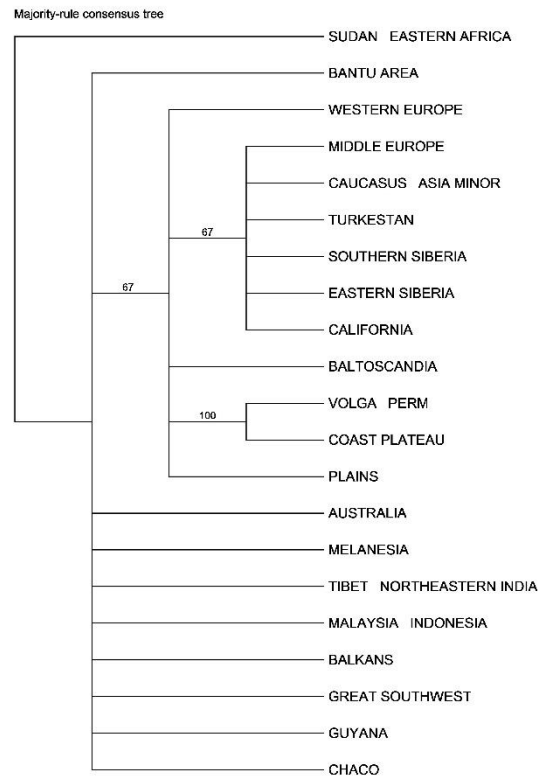 Majority-rule consensus tree
SUDAN EASTERN AFRICA
BANTU AREA
WESTERN EUROPE
MIDDLE EUROPE
CAUCASUS ASIA MINOR
TURKESTAN
67
SOUTHERN SIBERIA
67
EASTERN SIBERIA
CALIFORNIA
BALTOSCANDIA
VOLGA PERM
100
COAST PLATEAU
PLAINS
AUSTRALIA
MELANESIA
TIBET NORTHEASTERN INDIA
MALAYSIA INDONESIA
BALKANS
GREAT SOUTHWEST
GUYANA
CHACO